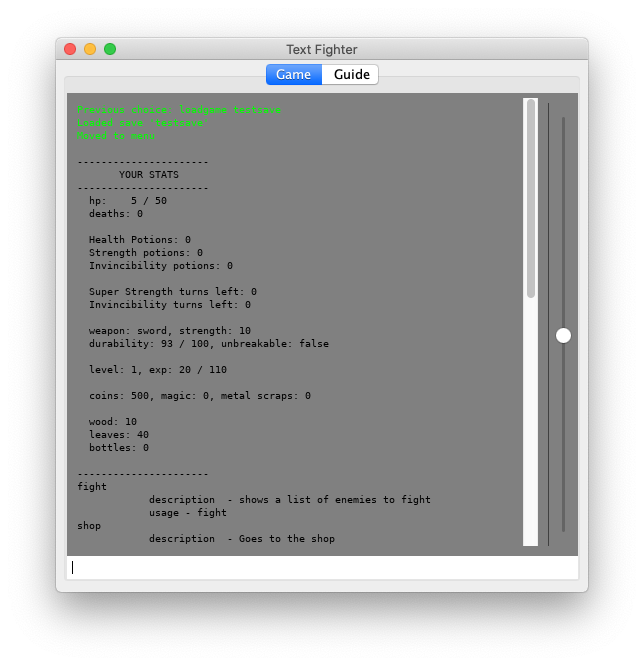 Text Fighter
Game Guide
Previous choice: loadgame testsave
Loaded save 'testsave'
Moved to menu
----------------------
YOUR STATS
----------------------
hp: 5 / 50
deaths: 0
Health Potions: 0
Strength potions: 0
Invincibility potions: 0
Super Strength turns left: 0
Invincibility turns left: 0
weapon: sword, strength: 10
durability: 93 / 100, unbreakable: false
level: 1, exp: 20 / 110
coins: 500, magic: 0, metal scraps: 0
wood: 10
leaves: 40
bottles: 0
----------------------
fight
description - shows a list of enemies to fight
usage - fight
shop
description - Goes to the shop